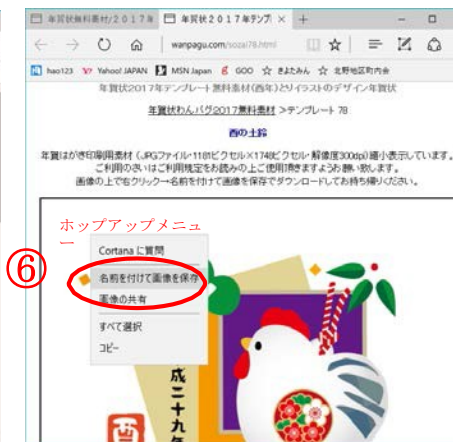 年賀状無料素材/2017年
年賀状2017年テンプ
wanpagu.com/sozai78.html
hao123 Yahoo! JAPAN MSN Japan GOO きよたみん 北野地区町内会
年賀状2017年テンプレート無料素材(酉年)とりイラストのデザイン年賀状
年賀状わんパグ2017無料素材 >テンプレート 78
酉の土鈴
年賀はがき印刷用素材(JPGファイル・1181ピクセル×1748ピクセル・解像度300dpi)縮小表示しています。
ご利用のさいはご利用規定をお読みの上ご使用頂きますようお願い致します。
画像の上で右クリック→名前を付けて画像を保存でダウンロードしてお持ち帰りください。
ホップアップメニュ
ー
⑥
Cortana に質問
名前を付けて画像を保存
画像の共有
すべて選択
コピー
成二十九年
酉